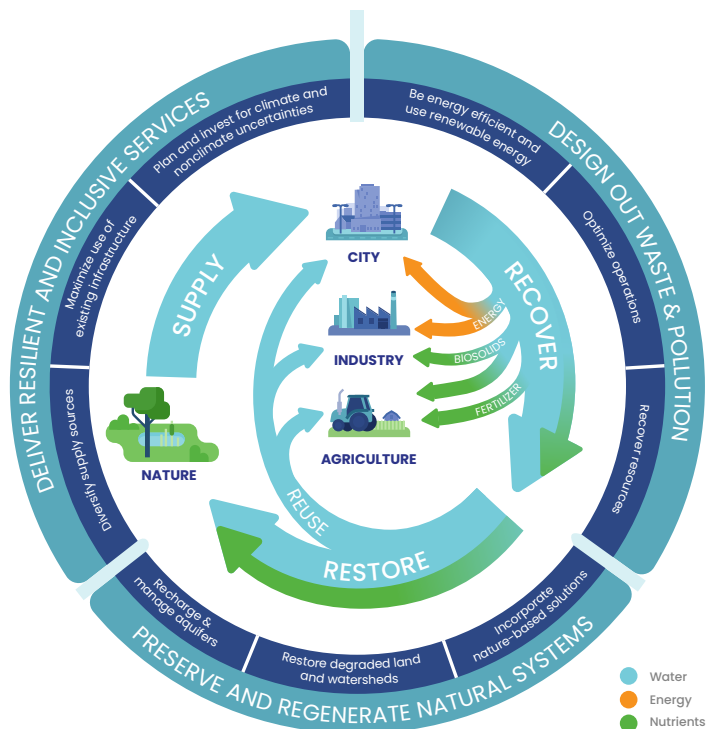 DELIVER RESILIENT AND INCLUSIVE SERVICES
Plan and invest for climate and
nonclimate uncertainties
Maximize use of
existing infrastructure
Diversify supply sources
DESIGN OUT WASTE & POLLUTION
Be energy efficient and
use renewable energy
Optimize operations
Recover resources
PRESERVE AND REGENERATE NATURAL SYSTEMS
Incorporate
nature-based solutions
Restore degraded land
and watersheds
Recharge &
manage aquifers
SUPPLY
CITY
RECOVER
ENERGY
INDUSTRY
BIOSOLIDS
FERTILIZER
AGRICULTURE
NATURE
REUSE
RESTORE
Water
Energy
Nutrients